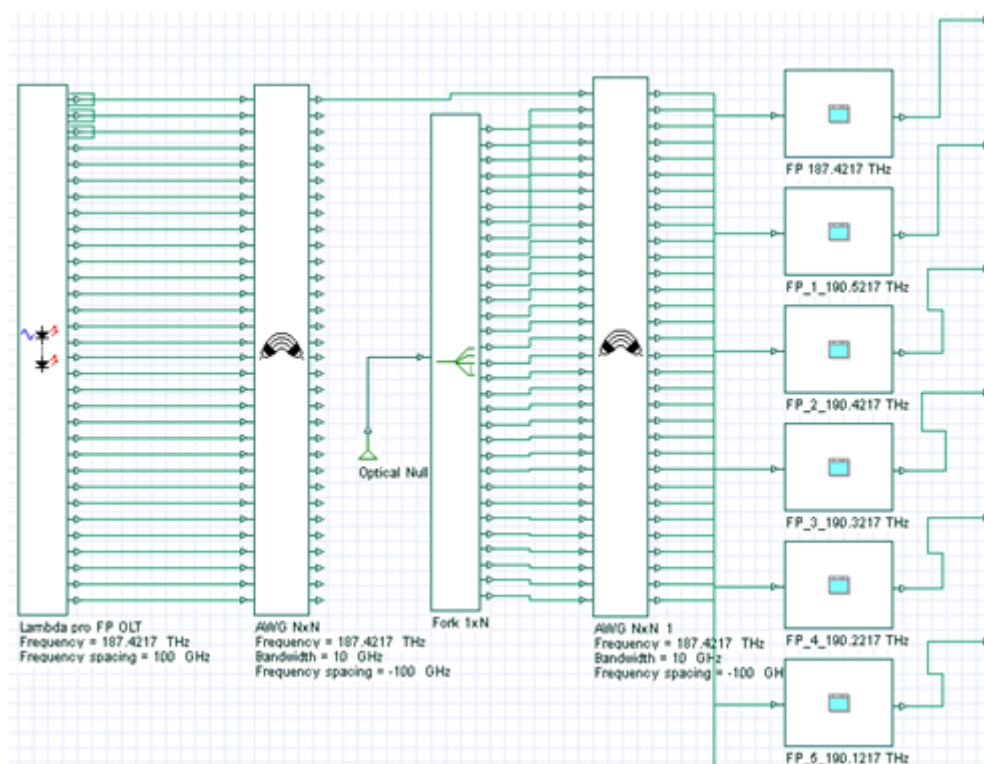 FP 187.4217 THz
FP_1_190.5217 THz
FP_2_190.4217 THz
Optical Null
FP_3_190.3217 THz
Lambda pro FP OLT
Frequency = 187.4217 THz
Frequency spacing = 100 GHz
AWG NxN
Frequency = 187.4217 THz
Bandwidth = 10 GHz
Frequency spacing = -100 GHz
Fork 1xN
AWG NxN 1
Frequency = 187.4217 THz
Bandwidth = 10 GHz
Frequency spacing = -100 GH
FP_4_190.2217 THz
FP_5_190.1217 THz